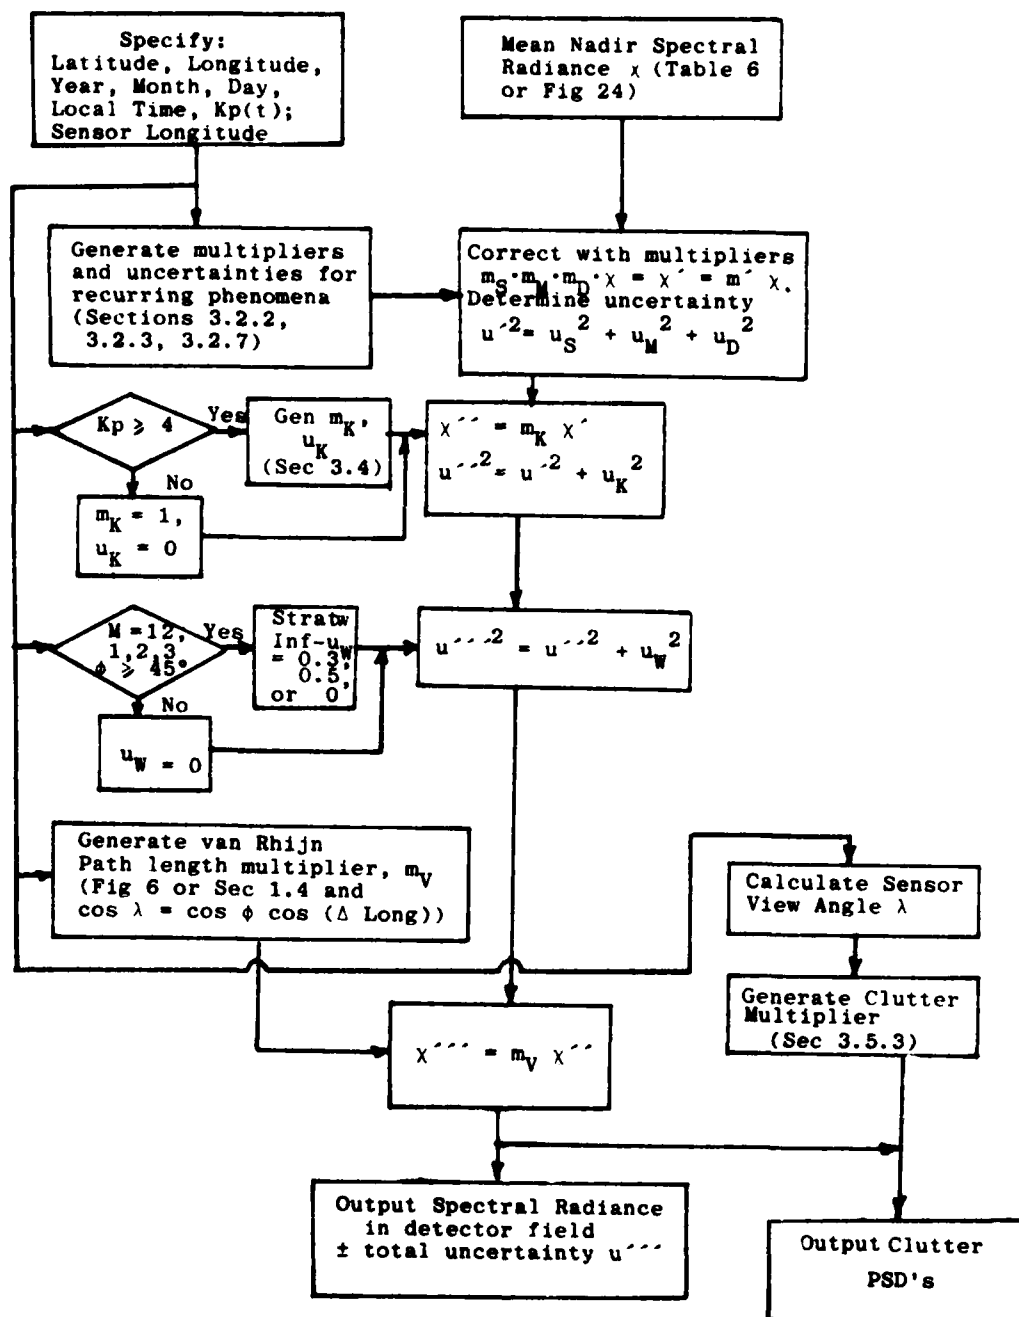 Specify:
Latitude, Longitude,
Year, Month, Day,
Local Time, Kp(t);
Sensor Longitude
Mean Nadir Spectral
Radiance χ (Table 6
or Fig 24)
Generate multipliers
and uncertainties for
recurring phenomena
(Sections 3.2.2,
3.2.3, 3.2.7)
Correct with multipliers
m_S·m_M·m_D·χ = χ′ = m′ χ.
Determine uncertainty
u′² = u_S² + u_M² + u_D²
Kp ⩾ 4
Yes
No
Gen m_K,
u_K
(Sec 3.4)
m_K = 1,
u_K = 0
χ′′ = m_K χ′
u′′² = u′² + u_K²
M=12,
1,2,3
φ ⩾ 45°
Yes
No
Stratw
Inf-u_W
= 0.3,
0.5,
or 0
u_W = 0
u′′′² = u′′² + u_W²
Generate van Rhijn
Path length multiplier, m_V
(Fig 6 or Sec 1.4 and
cos λ = cos φ cos (Δ Long))
Calculate Sensor
View Angle λ
Generate Clutter
Multiplier
(Sec 3.5.3)
χ′′′ = m_V χ′′
Output Spectral Radiance
in detector field
± total uncertainty u′′′
Output Clutter
PSD's